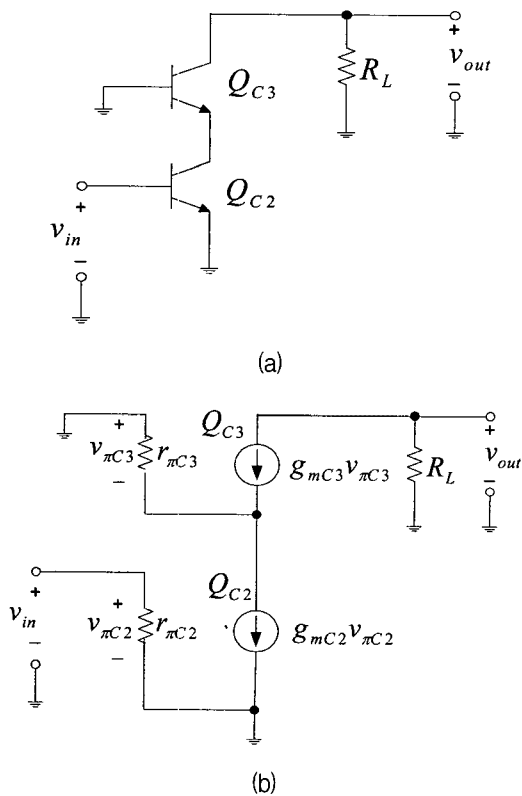 Q_{C3}
R_L
+
v_{out}
−
Q_{C2}
+
v_{in}
−
(a)
+
v_{πC3}
r_{πC3}
−
Q_{C3}
g_{mC3}v_{πC3}
R_L
+
v_{out}
−
+
v_{in}
−
+
v_{πC2}
r_{πC2}
−
Q_{C2}
g_{mC2}v_{πC2}
(b)